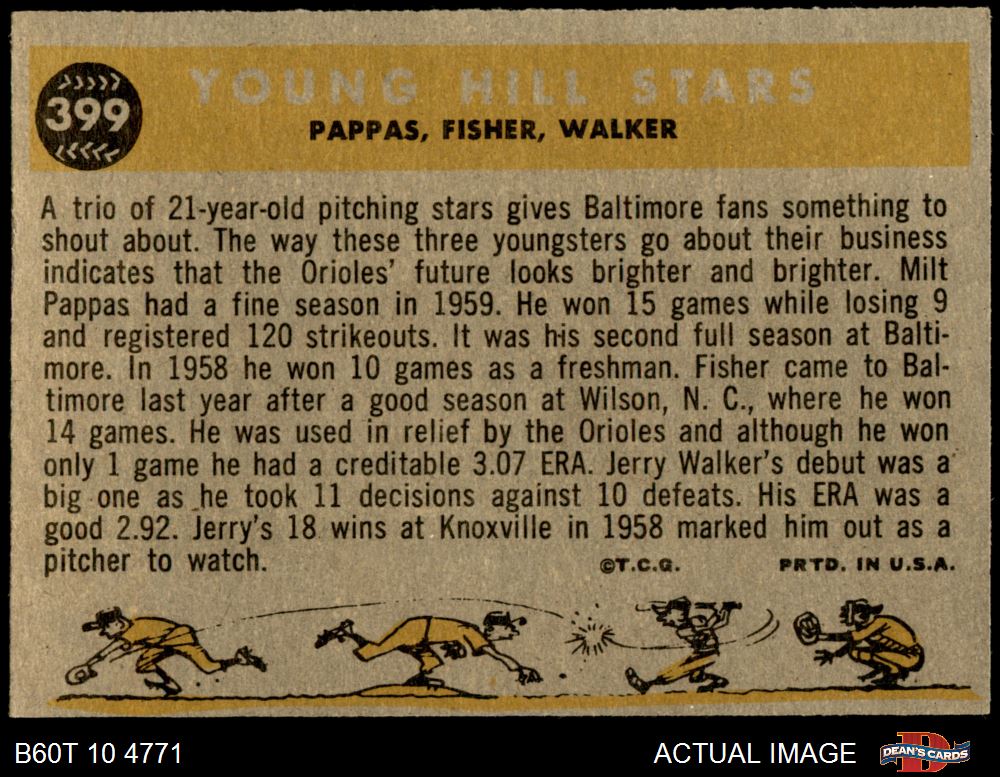 399
YOUNG HILL STARS
PAPPAS, FISHER, WALKER
A trio of 21-year-old pitching stars gives Baltimore fans something to
shout about. The way these three youngsters go about their business
indicates that the Orioles' future looks brighter and brighter. Milt
Pappas had a fine season in 1959. He won 15 games while losing 9
and registered 120 strikeouts. It was his second full season at Balti-
more. In 1958 he won 10 games as a freshman. Fisher came to Bal-
timore last year after a good season at Wilson, N. C., where he won
14 games. He was used in relief by the Orioles and although he won
only 1 game he had a creditable 3.07 ERA. Jerry Walker's debut was a
big one as he took 11 decisions against 10 defeats. His ERA was a
good 2.92. Jerry's 18 wins at Knoxville in 1958 marked him out as a
pitcher to watch.
©T.C.G. PRTD. IN U.S.A.
B60T 10 4771
ACTUAL IMAGE
DEAN'S CARDS